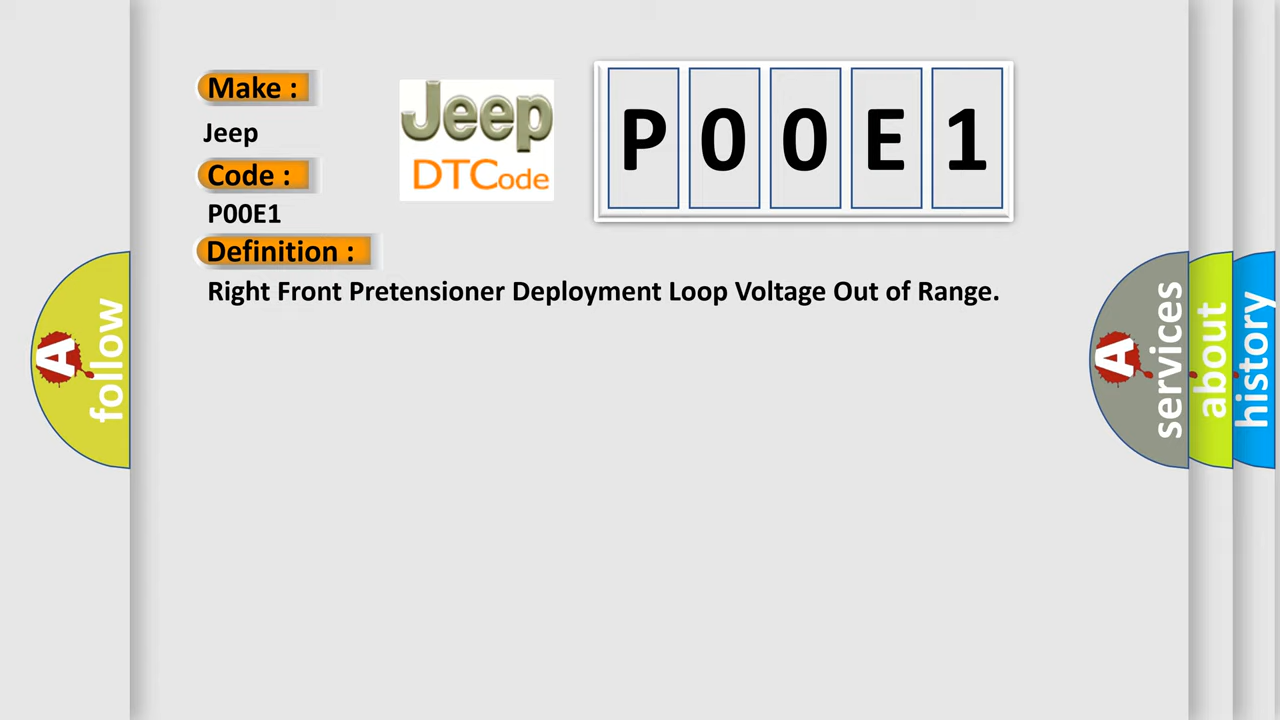 Make :
Jeep
Code :
P00E1
Definition :
Right Front Pretensioner Deployment Loop Voltage Out of Range.
Jeep
DTCode
P 0 0 E 1
A
follow
A
services
about
history